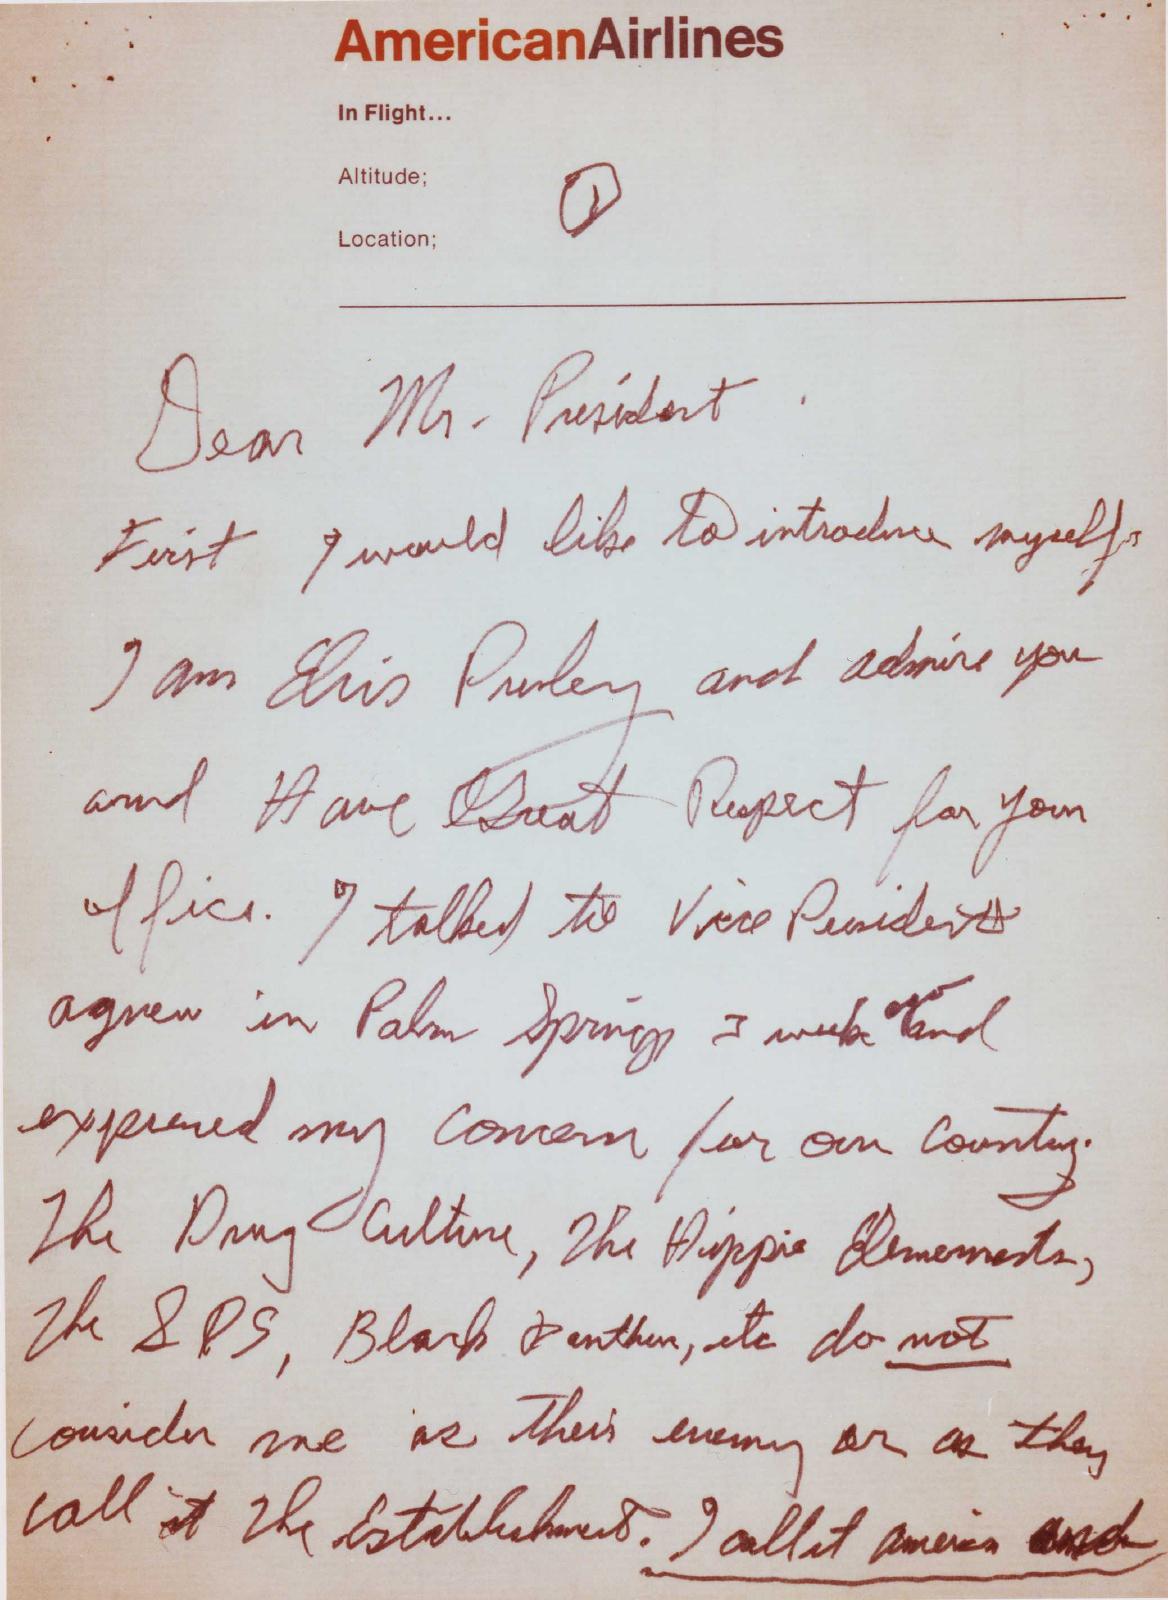 AmericanAirlines
In Flight...
Altitude;
1
Location;
Dear Mr. President.
First I would like to introduce myself.
I am Elvis Presley and admire you
and Have Great Respect for your
office. I talked to Vice President
agnew in Palm Springs 3 week ago and
expressed my concern for our country.
The Drug Culture, The Hippie Elements,
The SDS, Black Panthers, etc do not
consider me as their enemy or as they
call it The Establishment. I call it america and